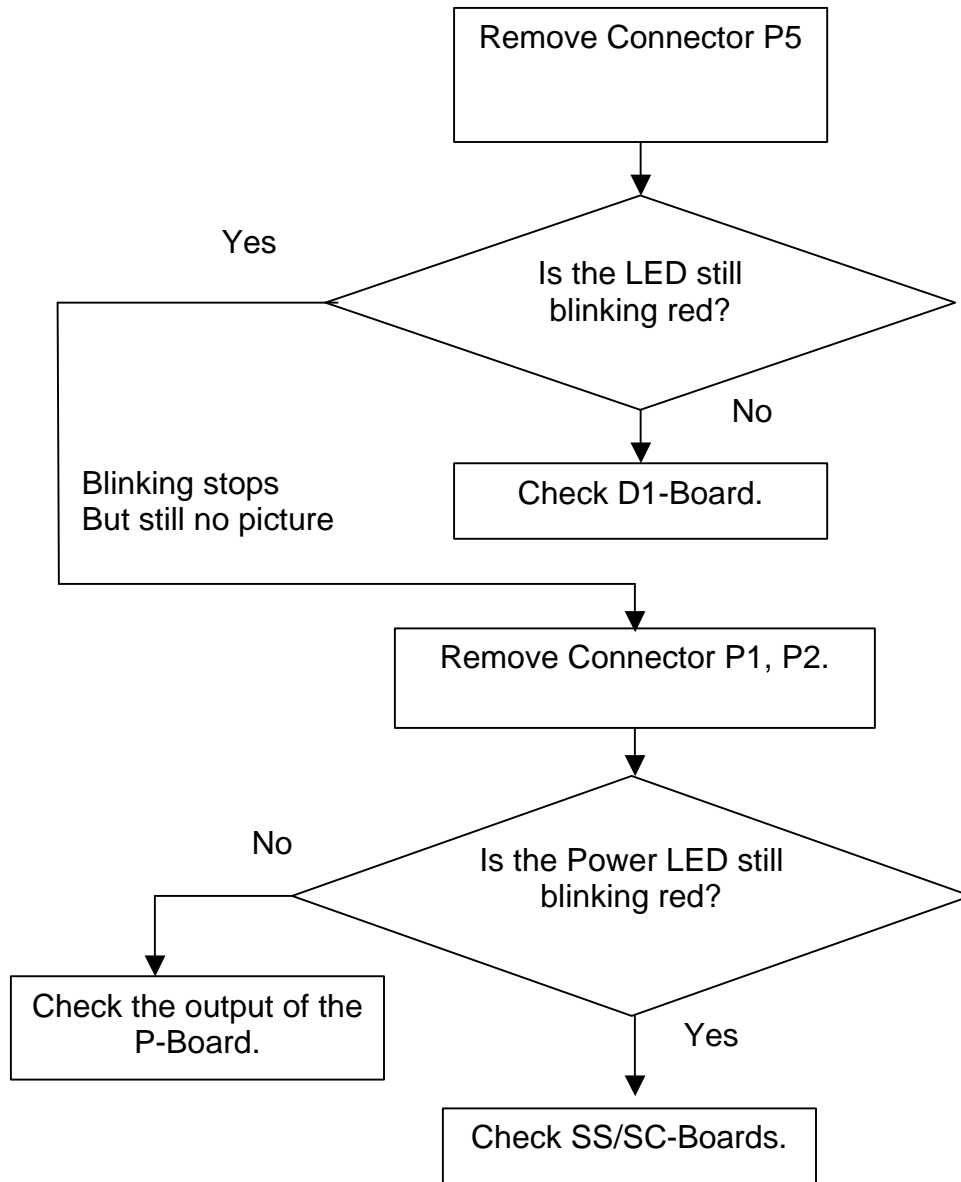 Remove Connector P5
Yes
Is the LED still
blinking red?
No
Check D1-Board.
Blinking stops
But still no picture
Remove Connector P1, P2.
No
Is the Power LED still
blinking red?
Check the output of the
P-Board.
Yes
Check SS/SC-Boards.